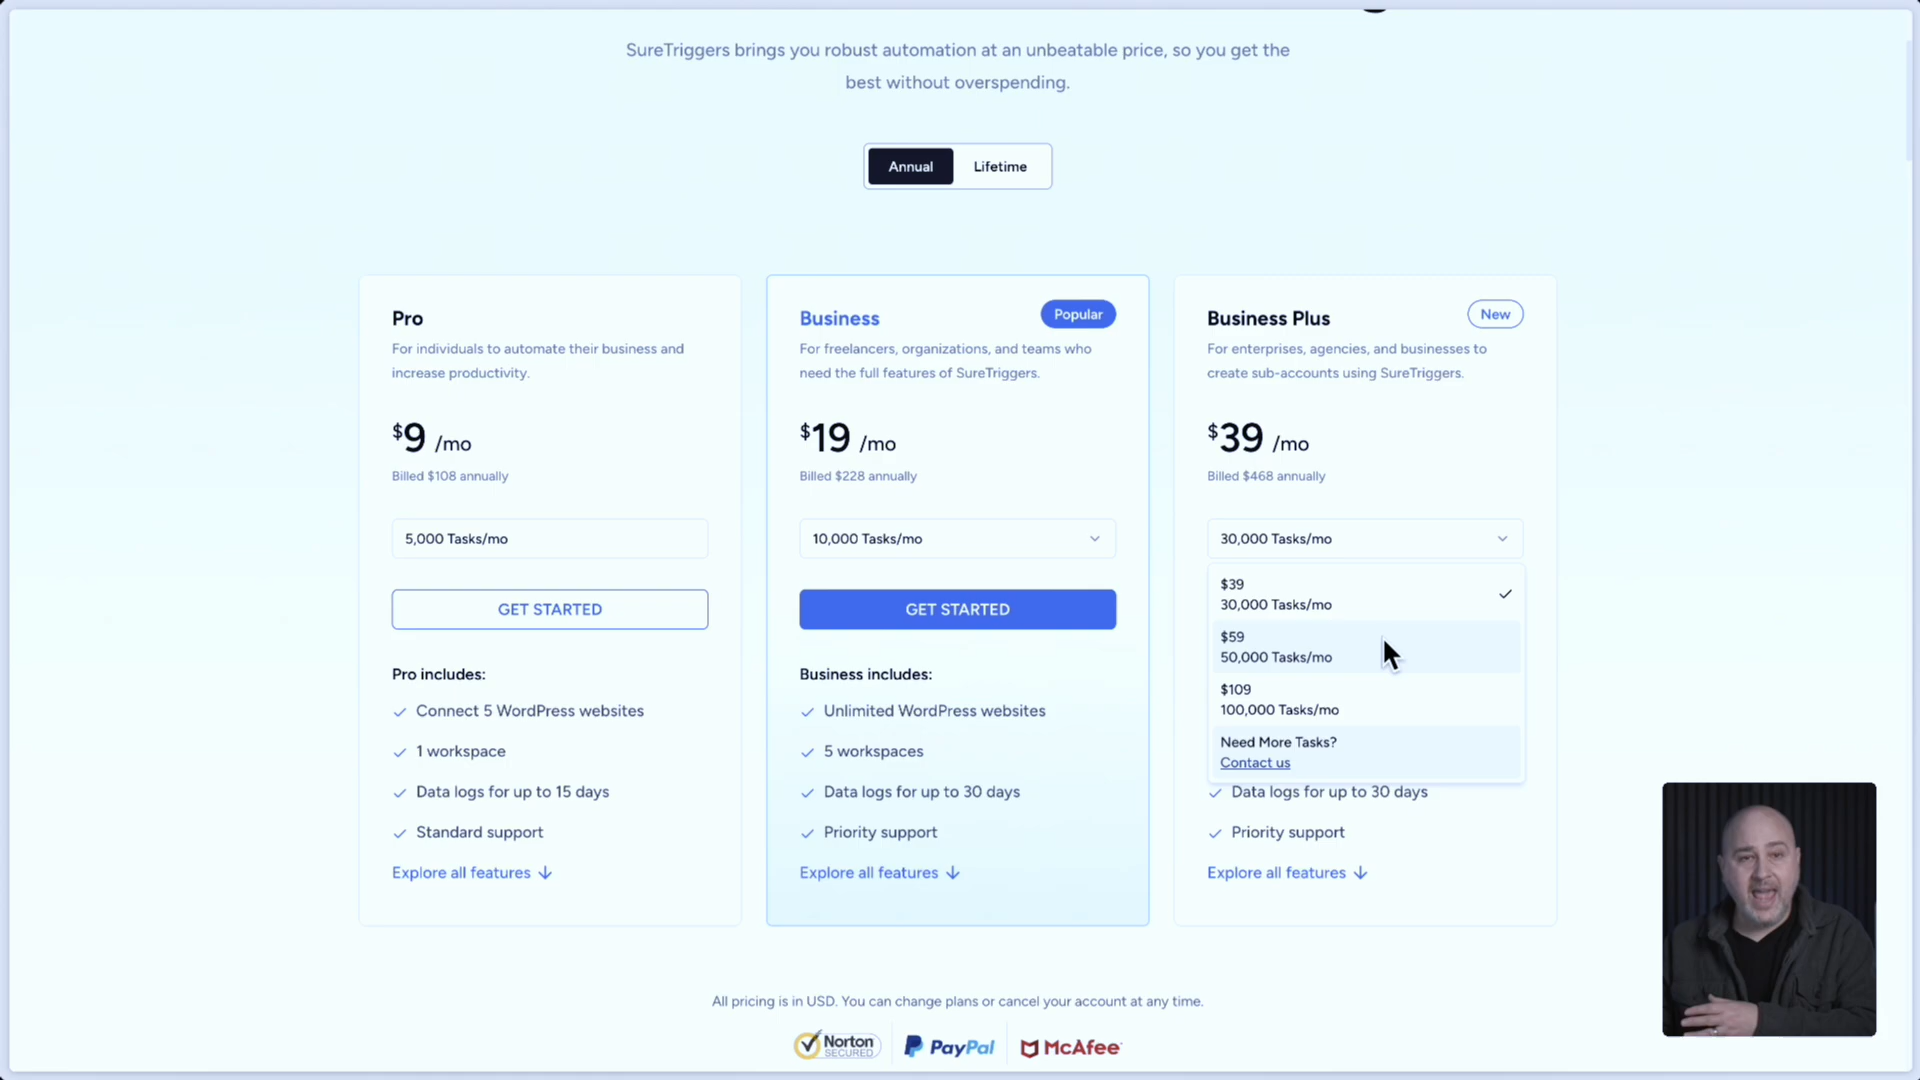 SureTriggers brings you robust automation at an unbeatable price, so you get the
best without overspending.
Annual
Lifetime
Pro
For individuals to automate their business and
increase productivity.
$9 /mo
Billed $108 annually
5,000 Tasks/mo
GET STARTED
Pro includes:
Connect 5 WordPress websites
1 workspace
Data logs for up to 15 days
Standard support
Explore all features
Business
Popular
For freelancers, organizations, and teams who
need the full features of SureTriggers.
$19 /mo
Billed $228 annually
10,000 Tasks/mo
GET STARTED
Business includes:
Unlimited WordPress websites
5 workspaces
Data logs for up to 30 days
Priority support
Explore all features
Business Plus
New
For enterprises, agencies, and businesses to
create sub-accounts using SureTriggers.
$39 /mo
Billed $468 annually
30,000 Tasks/mo
$39
30,000 Tasks/mo
$59
50,000 Tasks/mo
$109
100,000 Tasks/mo
Need More Tasks?
Contact us
Data logs for up to 30 days
Priority support
Explore all features
All pricing is in USD. You can change plans or cancel your account at any time.
Norton
SECURED
PayPal
McAfee